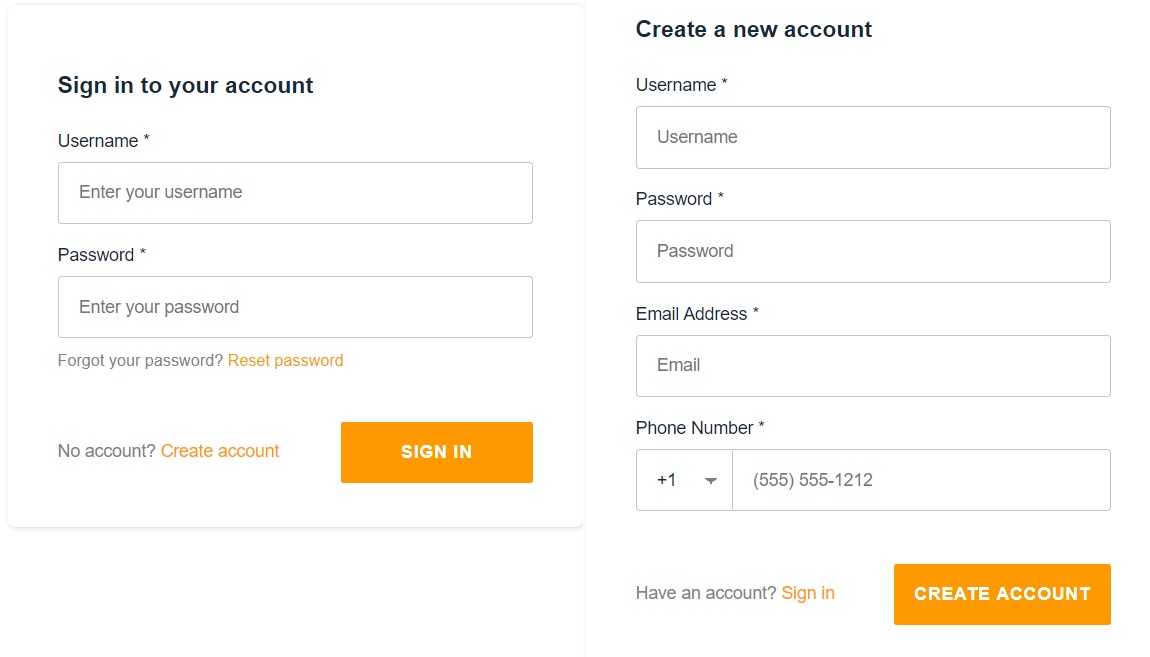 Sign in to your account
Username *
Enter your username
Password *
Enter your password
Forgot your password? Reset password
No account? Create account
SIGN IN
Create a new account
Username *
Username
Password *
Password
Email Address *
Email
Phone Number *
+1 (555) 555-1212
Have an account? Sign in
CREATE ACCOUNT